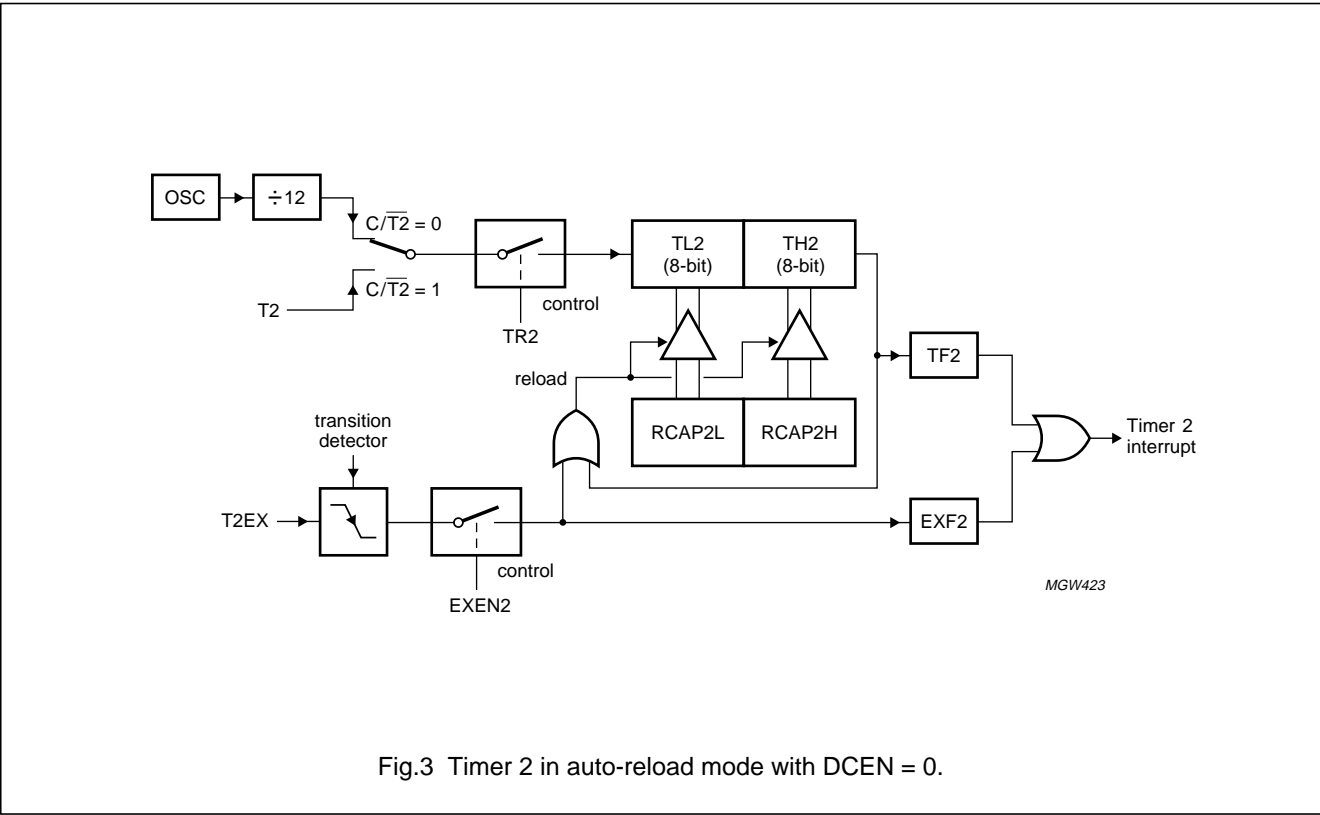 OSC
÷12
C/T2 = 0
C/T2 = 1
T2
control
TR2
TL2
(8-bit)
TH2
(8-bit)
reload
RCAP2L
RCAP2H
TF2
Timer 2
interrupt
transition
detector
T2EX
control
EXEN2
EXF2
MGW423
Fig.3 Timer 2 in auto-reload mode with DCEN = 0.